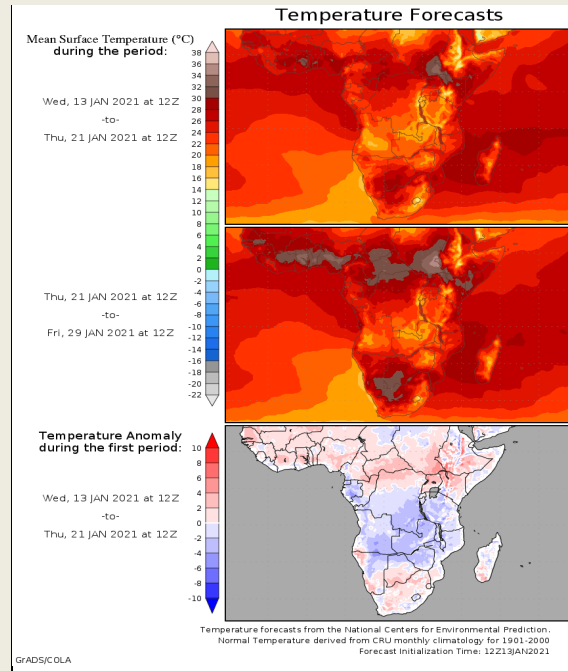 Temperature Forecasts
Mean Surface Temperature (°C)
during the period:
Wed, 13 JAN 2021 at 12Z
-to-
Thu, 21 JAN 2021 at 12Z
38
36
34
32
30
28
26
24
22
20
18
16
14
12
10
8
6
4
2
0
-2
-4
-6
-8
-10
-12
-14
-16
-18
-20
-22
Thu, 21 JAN 2021 at 12Z
-to-
Fri, 29 JAN 2021 at 12Z
Temperature Anomaly
during the first period:
Wed, 13 JAN 2021 at 12Z
-to-
Thu, 21 JAN 2021 at 12Z
10
8
6
4
2
0
-2
-4
-6
-8
-10
Temperature forecasts from the National Centers for Environmental Prediction.
Normal Temperature derived from CRU monthly climatology for 1901-2000
Forecast Initialization Time: 12Z13JAN2021
GrADS/COLA